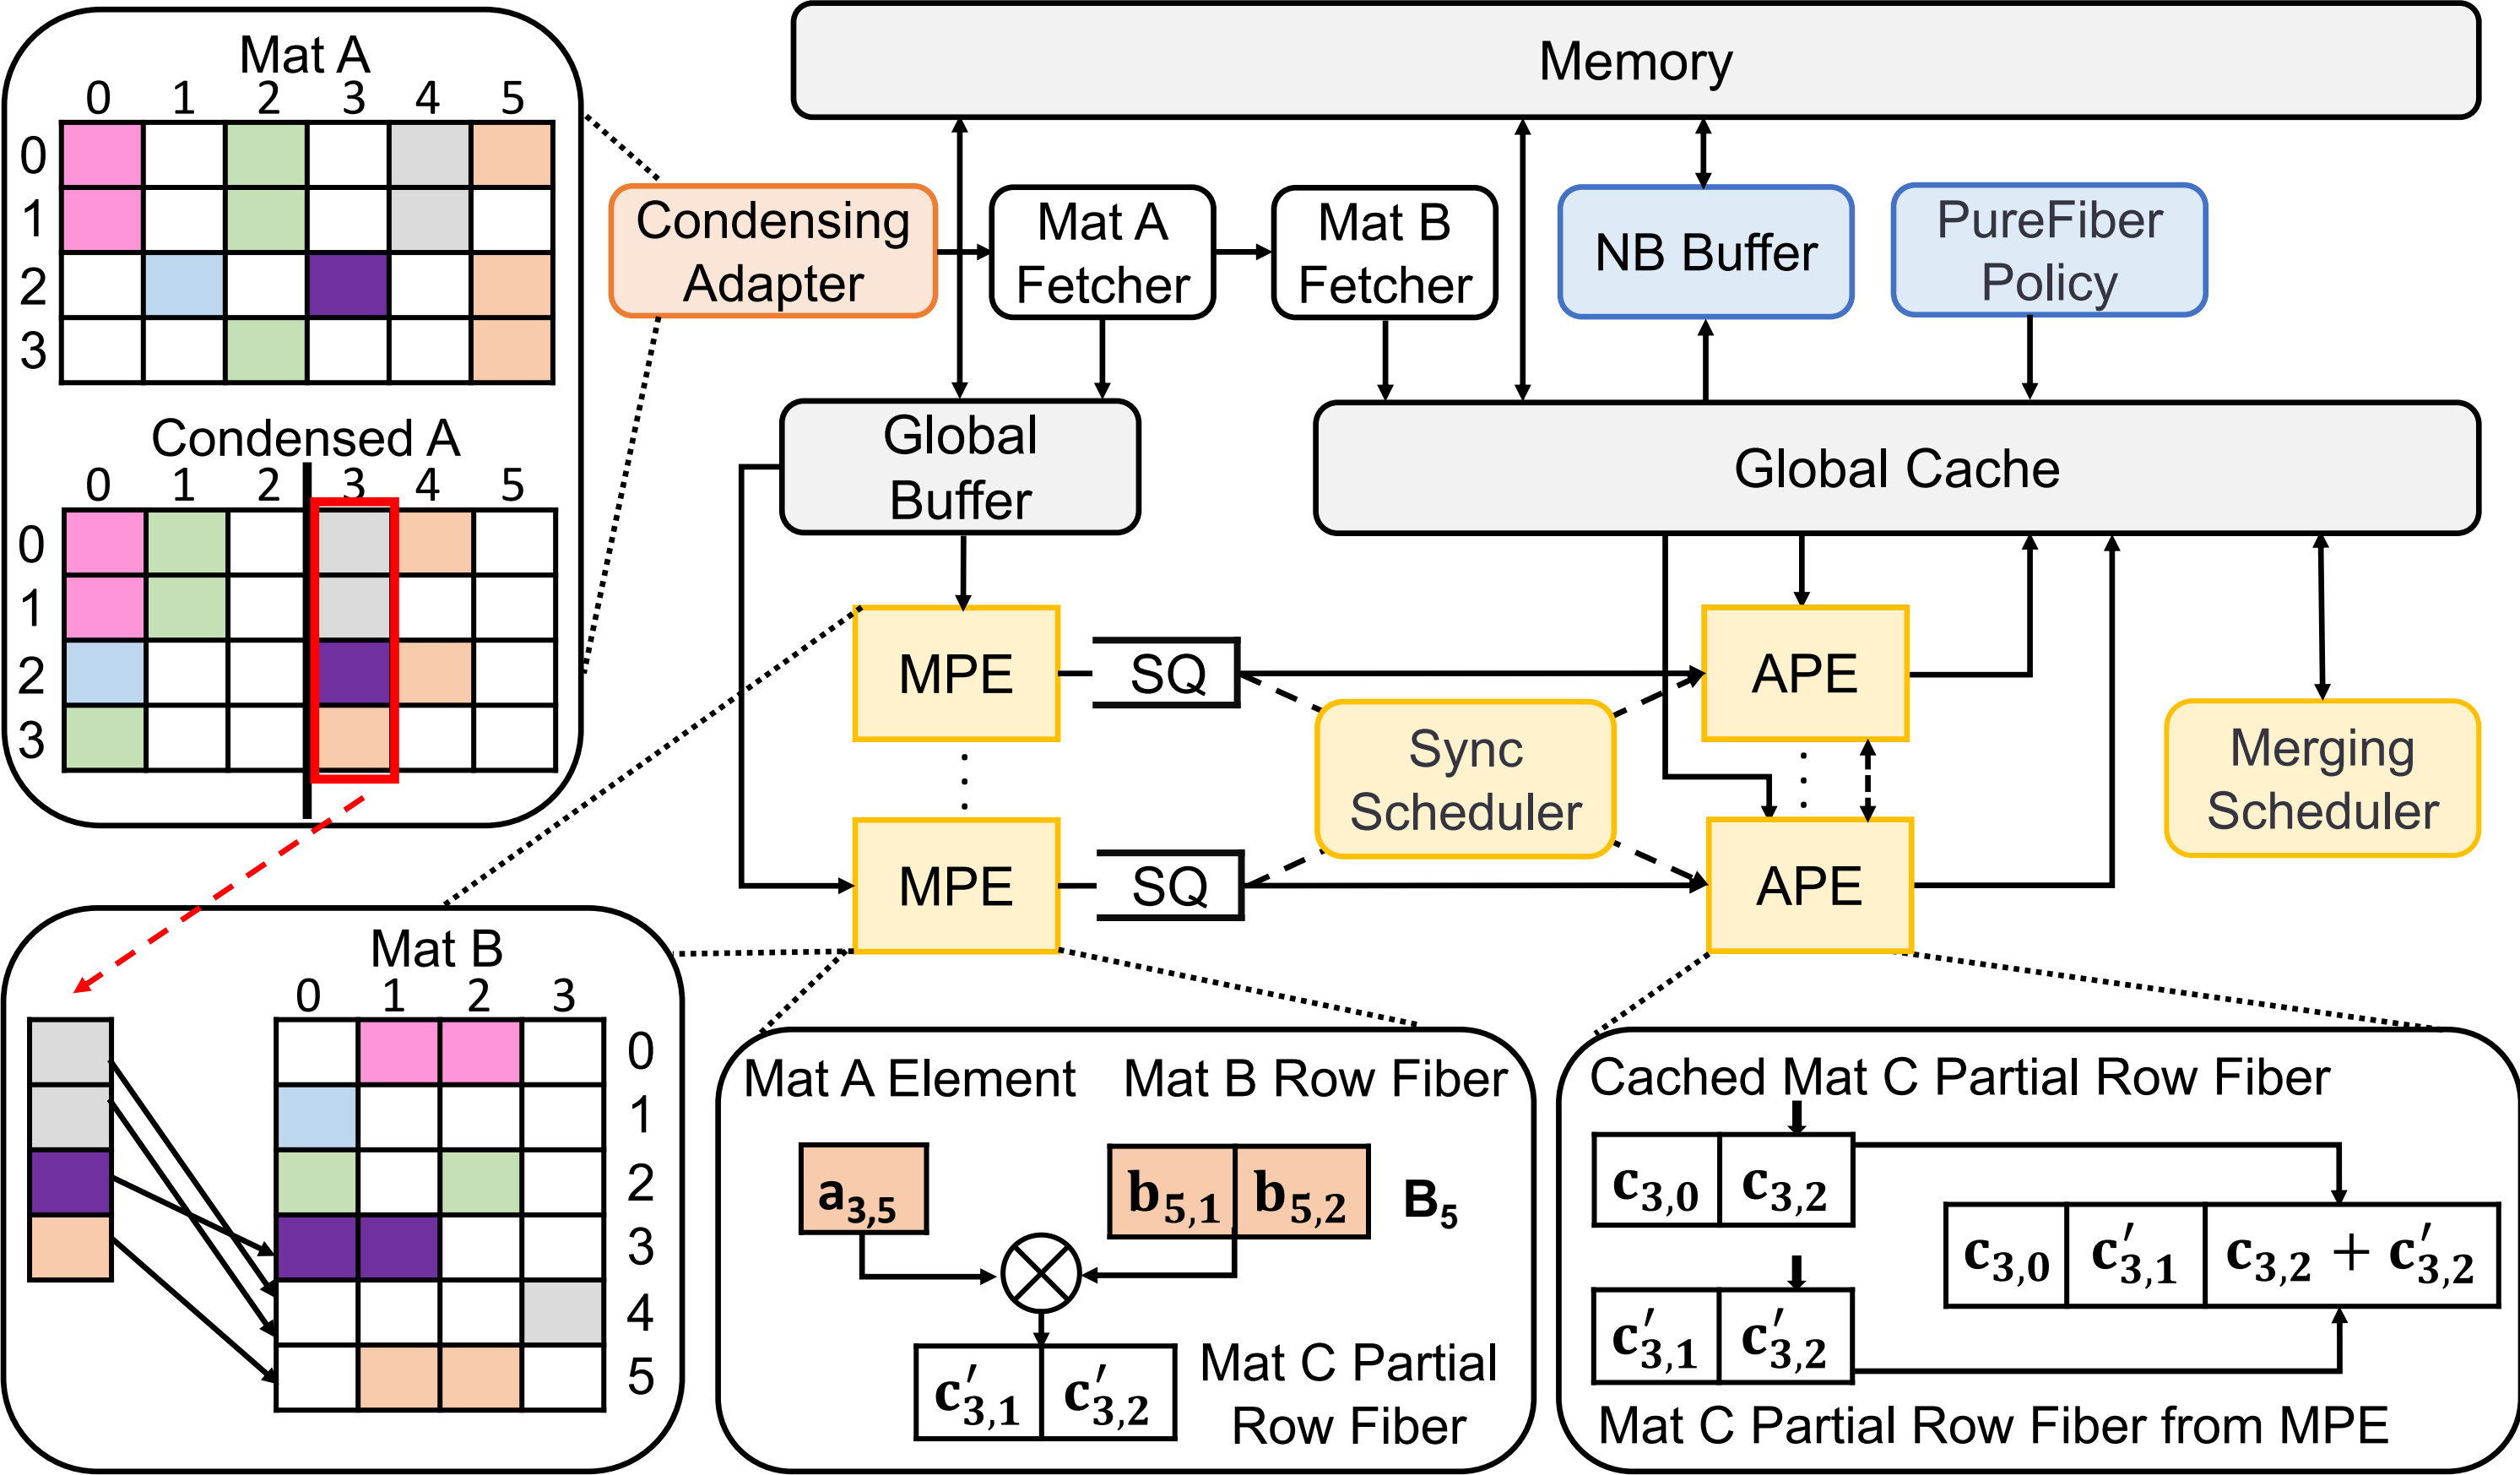 Mat A
0 1 2 3 4 5
0
1
2
3
Condensed A
0 1 2 3 4 5
0
1
2
3
Memory
Condensing
Adapter
Mat A
Fetcher
Mat B
Fetcher
NB Buffer
PureFiber
Policy
Global
Buffer
Global Cache
MPE
SQ
APE
Sync
Scheduler
Merging
Scheduler
MPE
SQ
APE
Mat B
0 1 2 3
0
1
2
3
4
5
Mat A Element
Mat B Row Fiber
a3,5
b5,1 b5,2
B5
c′3,1 c′3,2
Mat C Partial
Row Fiber
Cached Mat C Partial Row Fiber
c3,0 c3,2
c3,0 c′3,1 c3,2 + c′3,2
c′3,1 c′3,2
Mat C Partial Row Fiber from MPE